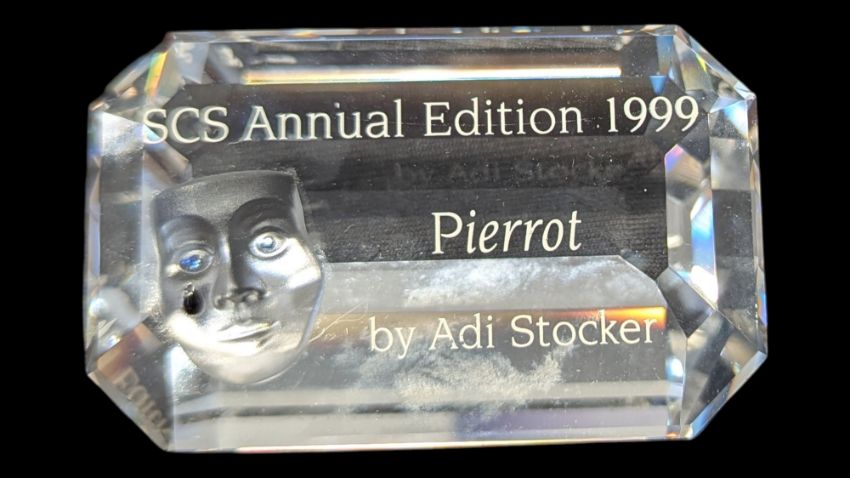 SCS Annual Edition 1999
Pierrot
by Adi Stocker